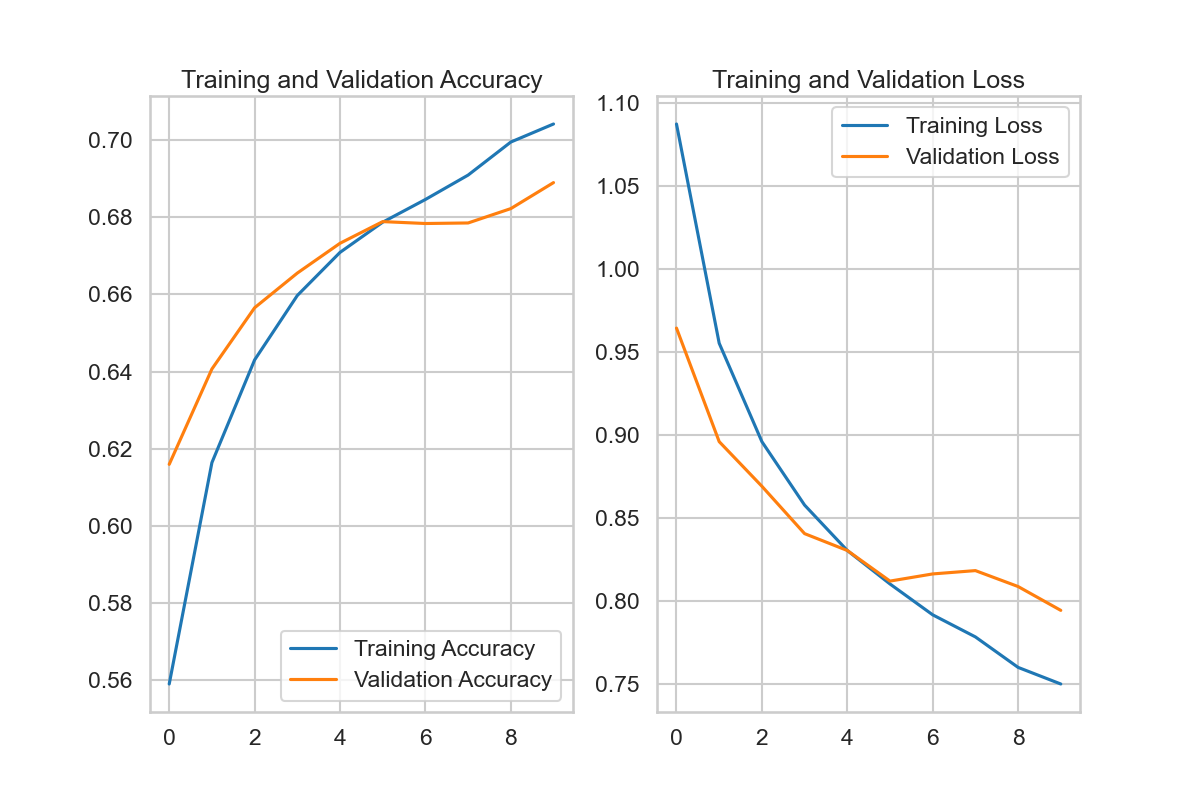 Training and Validation Accuracy
0.70
0.68
0.66
0.64
0.62
0.60
0.58
0.56
Training Accuracy
Validation Accuracy
0 2 4 6 8
Training and Validation Loss
1.10
1.05
1.00
0.95
0.90
0.85
0.80
0.75
Training Loss
Validation Loss
0 2 4 6 8